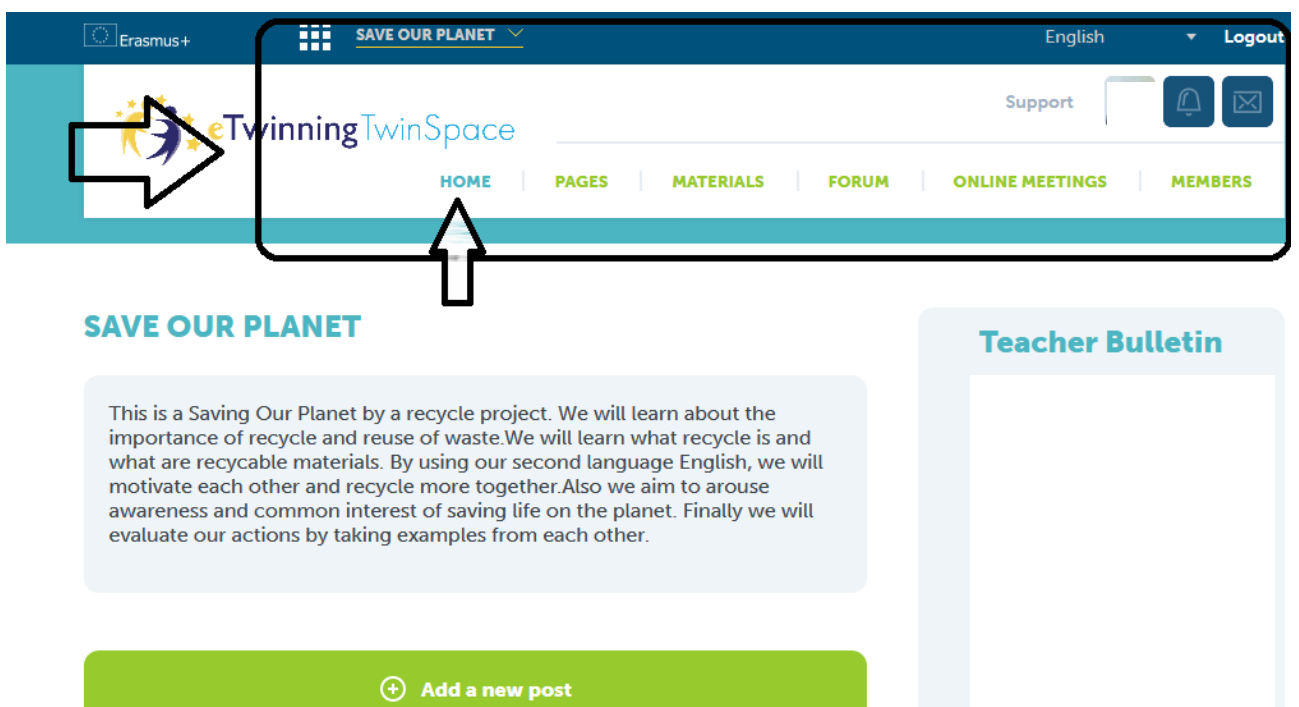 Erasmus+
SAVE OUR PLANET
English
Logout
Support
eTwinning TwinSpace
HOME
PAGES
MATERIALS
FORUM
ONLINE MEETINGS
MEMBERS
SAVE OUR PLANET
This is a Saving Our Planet by a recycle project. We will learn about the
importance of recycle and reuse of waste.We will learn what recycle is and
what are recycable materials. By using our second language English, we will
motivate each other and recycle more together.Also we aim to arouse
awareness and common interest of saving life on the planet. Finally we will
evaluate our actions by taking examples from each other.
Add a new post
Teacher Bulletin